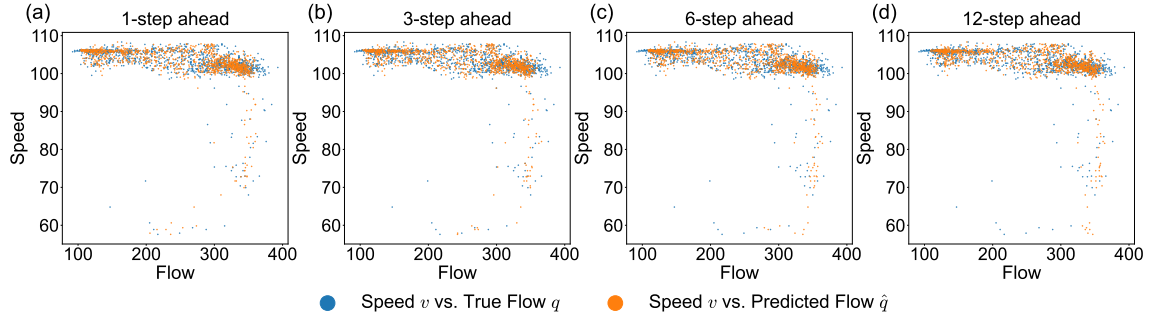 (a) 1-step ahead
(b) 3-step ahead
(c) 6-step ahead
(d) 12-step ahead
110
100
90
80
70
60
Speed
100 200 300 400
Flow
110
100
90
80
70
60
Speed
100 200 300 400
Flow
110
100
90
80
70
60
Speed
100 200 300 400
Flow
110
100
90
80
70
60
Speed
100 200 300 400
Flow
Speed v vs. True Flow q
Speed v vs. Predicted Flow q̂